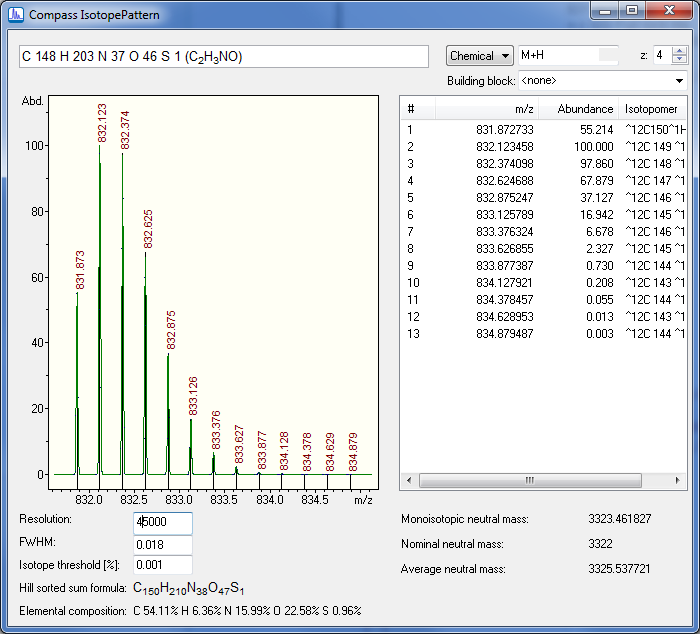 Compass IsotopePattern
C 148 H 203 N 37 O 46 S 1 (C2H3NO)
Chemical M+H z: 4
Building block: <none>
Abd.
100
80
60
40
20
0
831.873
832.123
832.374
832.625
832.875
833.126
833.376
833.627
833.877
834.128
834.378
834.629
834.879
832.0 832.5 833.0 833.5 834.0 834.5 m/z
# m/z Abundance Isotopomer
1 831.872733 55.214 ^12C150^1H
2 832.123458 100.000 ^12C 149 ^1
3 832.374098 97.860 ^12C 148 ^1
4 832.624688 67.879 ^12C 147 ^1
5 832.875247 37.127 ^12C 146 ^1
6 833.125789 16.942 ^12C 145 ^1
7 833.376324 6.678 ^12C 146 ^1
8 833.626855 2.327 ^12C 145 ^1
9 833.877387 0.730 ^12C 144 ^1
10 834.127921 0.208 ^12C 143 ^1
11 834.378457 0.055 ^12C 144 ^1
12 834.628953 0.013 ^12C 143 ^1
13 834.879487 0.003 ^12C 144 ^1
Resolution: 45000
FWHM: 0.018
Isotope threshold [%]: 0.001
Hill sorted sum formula: C150H210N38O47S1
Elemental composition: C 54.11% H 6.36% N 15.99% O 22.58% S 0.96%
Monoisotopic neutral mass: 3323.461827
Nominal neutral mass: 3322
Average neutral mass: 3325.537721